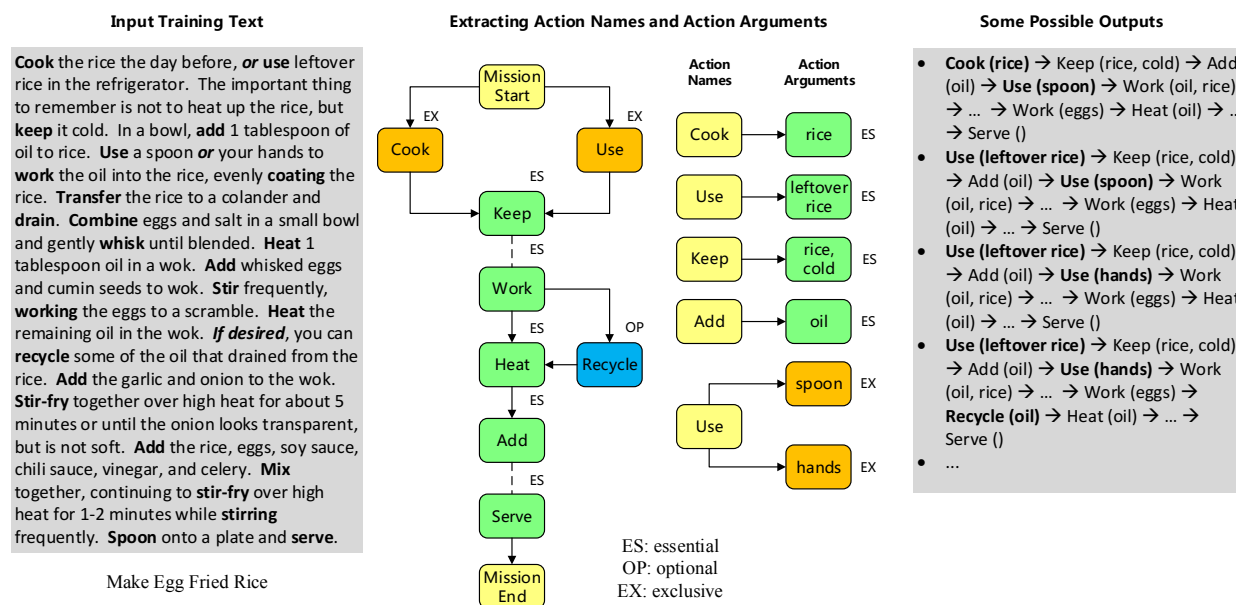 Input Training Text
Cook the rice the day before, or use leftover
rice in the refrigerator. The important thing
to remember is not to heat up the rice, but
keep it cold. In a bowl, add 1 tablespoon of
oil to rice. Use a spoon or your hands to
work the oil into the rice, evenly coating the
rice. Transfer the rice to a colander and
drain. Combine eggs and salt in a small bowl
and gently whisk until blended. Heat 1
tablespoon oil in a wok. Add whisked eggs
and cumin seeds to wok. Stir frequently,
working the eggs to a scramble. Heat the
remaining oil in the wok. If desired, you can
recycle some of the oil that drained from the
rice. Add the garlic and onion to the wok.
Stir-fry together over high heat for about 5
minutes or until the onion looks transparent,
but is not soft. Add the rice, eggs, soy sauce,
chili sauce, vinegar, and celery. Mix
together, continuing to stir-fry over high
heat for 1-2 minutes while stirring
frequently. Spoon onto a plate and serve.
Make Egg Fried Rice
Extracting Action Names and Action Arguments
Mission
Start
EX
EX
Cook
Use
ES
Keep
ES
Work
ES
OP
Heat
Recycle
ES
Add
ES
Serve
Mission
End
Action
Names
Action
Arguments
Cook
rice
ES
Use
leftover
rice
ES
Keep
rice,
cold
ES
Add
oil
ES
spoon
EX
Use
hands
EX
ES: essential
OP: optional
EX: exclusive
Some Possible Outputs
• Cook (rice) → Keep (rice, cold) → Add
(oil) → Use (spoon) → Work (oil, rice)
→ … → Work (eggs) → Heat (oil) → ..
→ Serve ()
• Use (leftover rice) → Keep (rice, cold)
→ Add (oil) → Use (spoon) → Work
(oil, rice) → … → Work (eggs) → Heat
(oil) → … → Serve ()
• Use (leftover rice) → Keep (rice, cold)
→ Add (oil) → Use (hands) → Work
(oil, rice) → … → Work (eggs) → Heat
(oil) → … → Serve ()
• Use (leftover rice) → Keep (rice, cold)
→ Add (oil) → Use (hands) → Work
(oil, rice) → … → Work (eggs) →
Recycle (oil) → Heat (oil) → … →
Serve ()
• ...